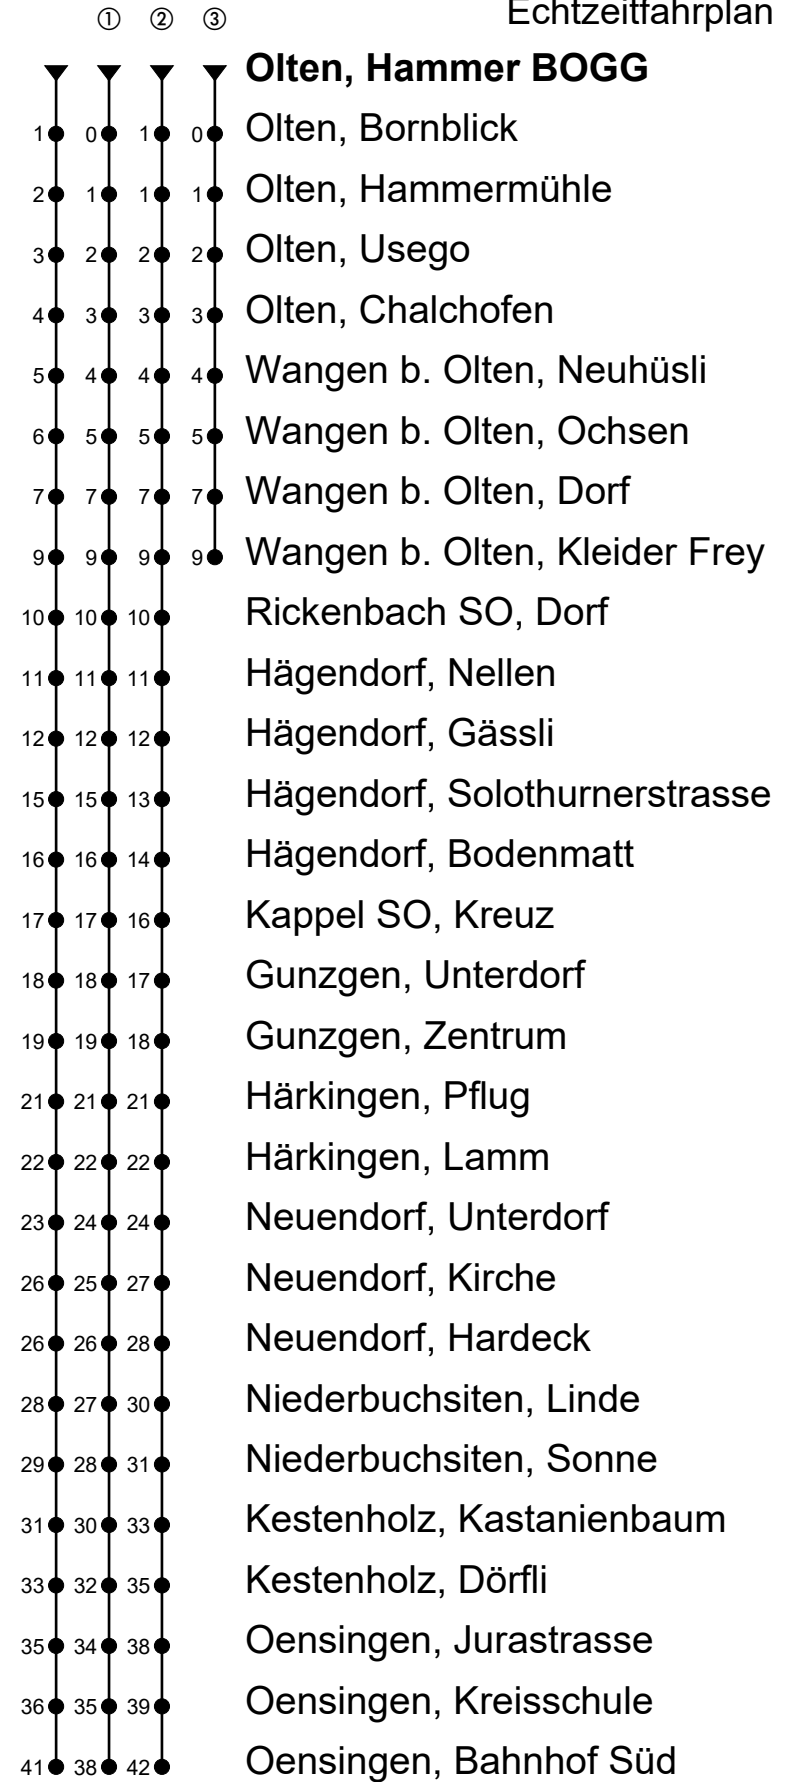 ① ② ③ Echtzeitfahrplan
Olten, Hammer BOGG
1 0 1 0 Olten, Bornblick
2 1 1 1 Olten, Hammermühle
3 2 2 2 Olten, Usego
4 3 3 3 Olten, Chalchofen
5 4 4 4 Wangen b. Olten, Neuhüsli
6 5 5 5 Wangen b. Olten, Ochsen
7 7 7 7 Wangen b. Olten, Dorf
9 9 9 9 Wangen b. Olten, Kleider Frey
10 10 10 Rickenbach SO, Dorf
11 11 11 Hägendorf, Nellen
12 12 12 Hägendorf, Gässli
15 15 13 Hägendorf, Solothurnerstrasse
16 16 14 Hägendorf, Bodenmatt
17 17 16 Kappel SO, Kreuz
18 18 17 Gunzgen, Unterdorf
19 19 18 Gunzgen, Zentrum
21 21 21 Härkingen, Pflug
22 22 22 Härkingen, Lamm
23 24 24 Neuendorf, Unterdorf
26 25 27 Neuendorf, Kirche
26 26 28 Neuendorf, Hardeck
28 27 30 Niederbuchsiten, Linde
29 28 31 Niederbuchsiten, Sonne
31 30 33 Kestenholz, Kastanienbaum
33 32 35 Kestenholz, Dörfli
35 34 38 Oensingen, Jurastrasse
36 35 39 Oensingen, Kreisschule
41 38 42 Oensingen, Bahnhof Süd